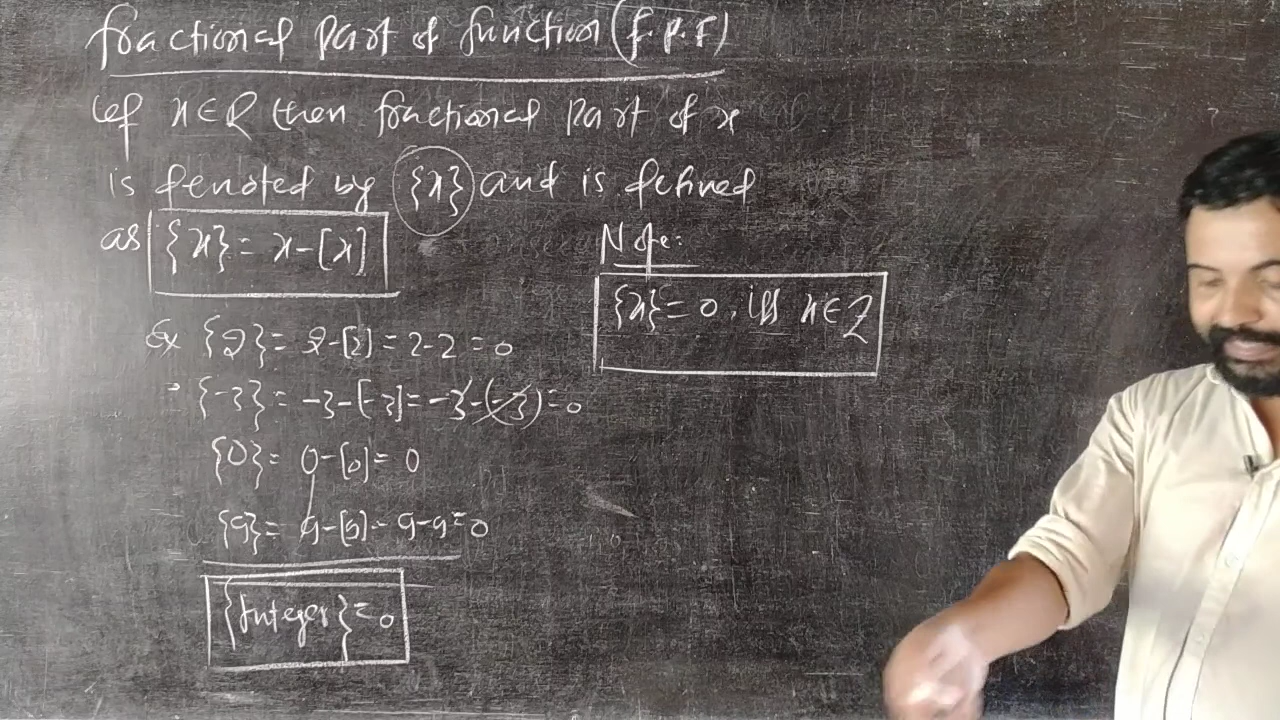 Fractional Part of function (f.P.F)
Let x∈R then fractional Part of x
is denoted by {x} and is defined
as {x} = x-[x]
Ex {2} = 2-[2] = 2-2 = 0
{-3} = -3-[-3] = -3-(-3) = 0
{0} = 0-[0] = 0
{9} = 9-[9] = 9-9 = 0
{Integer} = 0
Note:
{x} = 0, iff x∈Z